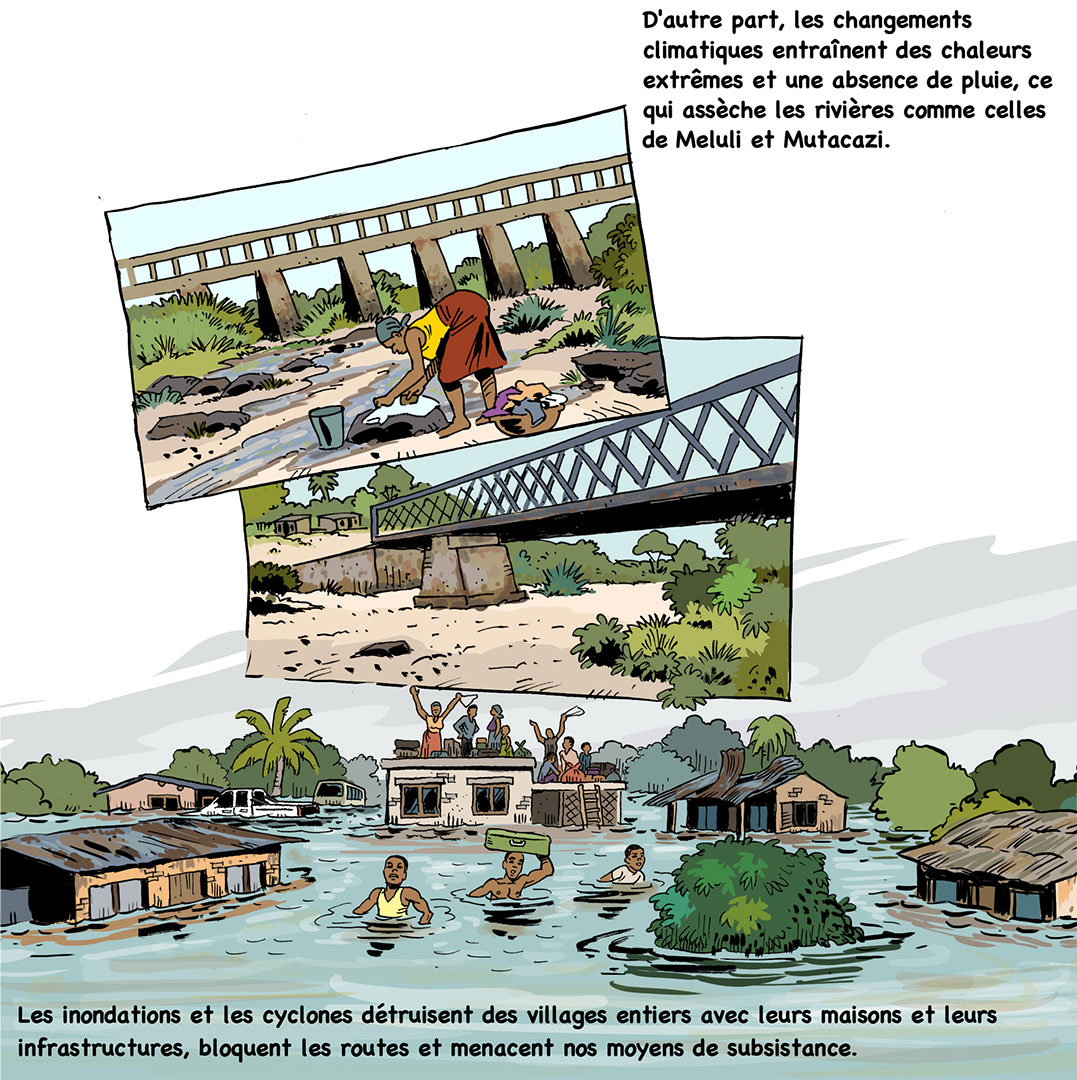 D'autre part, les changements
climatiques entraînent des chaleurs
extrêmes et une absence de pluie, ce
qui assèche les rivières comme celles
de Meluli et Mutacazi.
Les inondations et les cyclones détruisent des villages entiers avec leurs maisons et leurs
infrastructures, bloquent les routes et menacent nos moyens de subsistance.